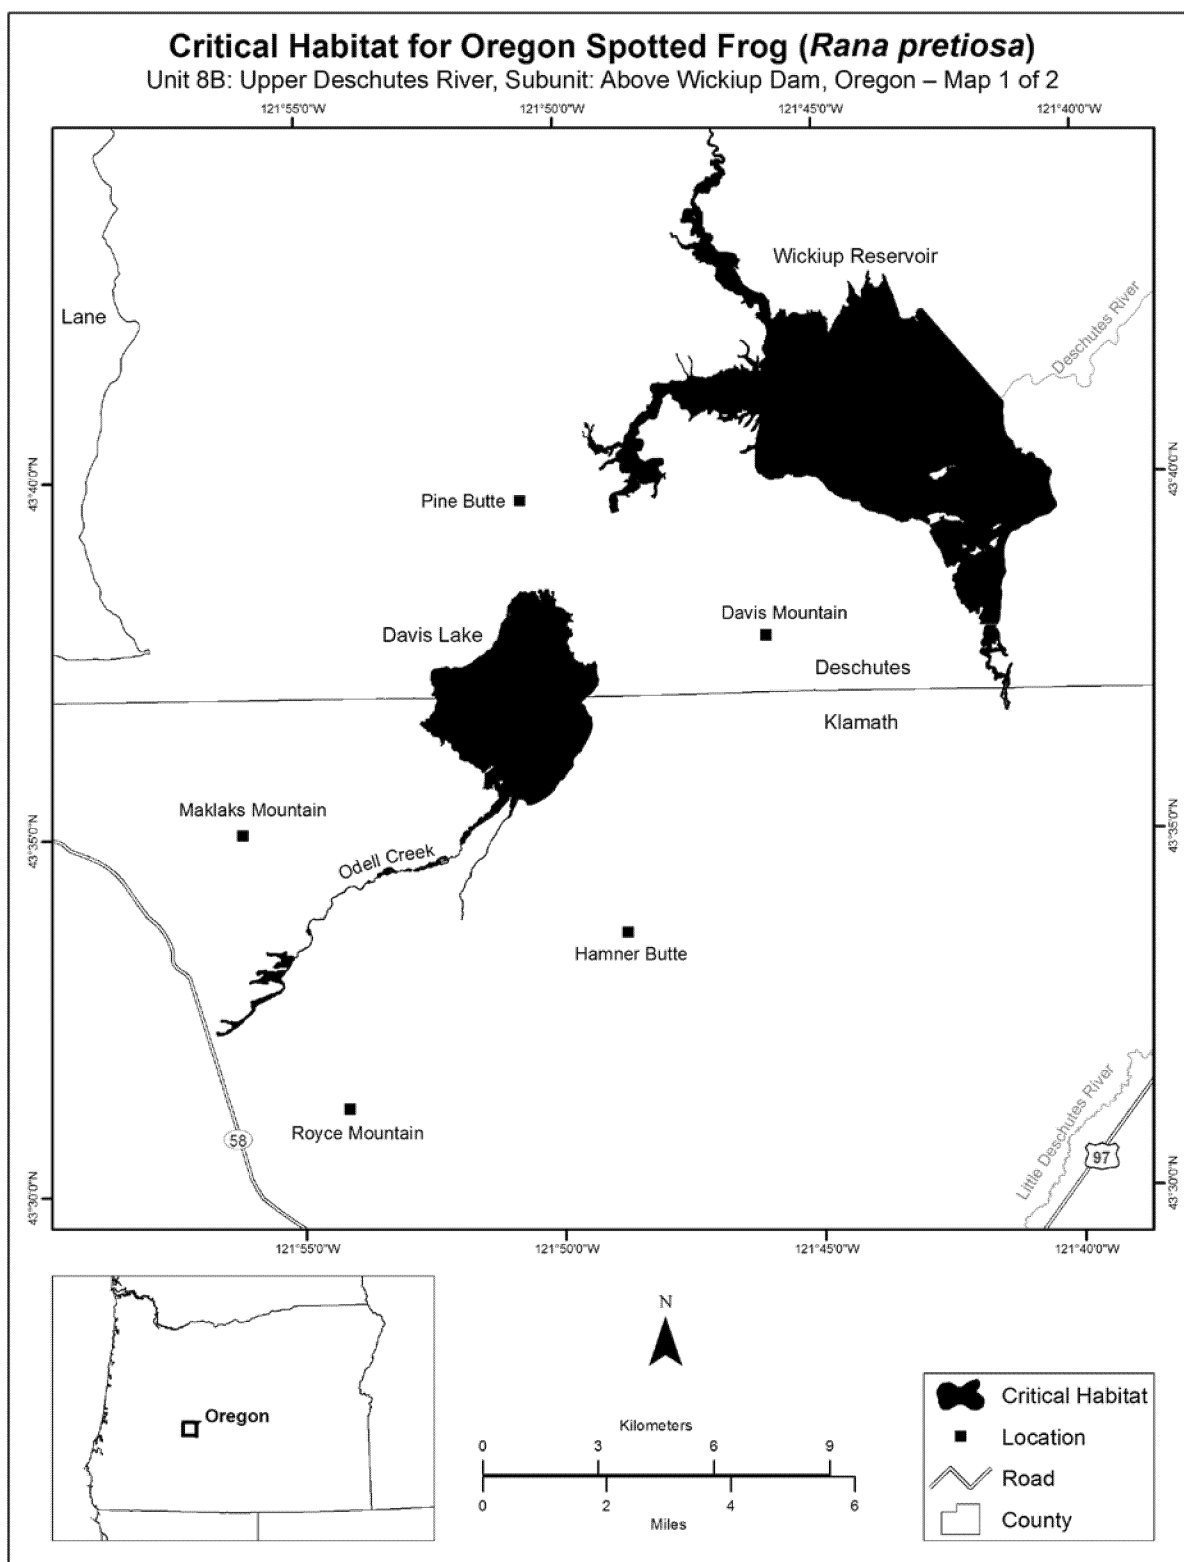 Critical Habitat for Oregon Spotted Frog (Rana pretiosa)
Unit 8B: Upper Deschutes River, Subunit: Above Wickiup Dam, Oregon – Map 1 of 2
121°55'0"W
121°50'0"W
121°45'0"W
121°40'0"W
Wickiup Reservoir
Lane
Deschutes River
43°40'0"N
43°40'0"N
Pine Butte
Davis Mountain
Davis Lake
Deschutes
Klamath
Maklaks Mountain
43°35'0"N
43°35'0"N
Odell Creek
Hamner Butte
Royce Mountain
58
Little Deschutes River
97
43°30'0"N
43°30'0"N
121°55'0"W
121°50'0"W
121°45'0"W
121°40'0"W
N
Oregon
Kilometers
0 3 6 9
0 2 4 6
Miles
Critical Habitat
Location
Road
County